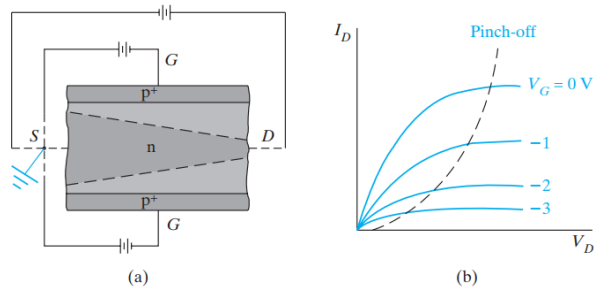 G
p+
S
n
D
p+
G
(a)
I_D
Pinch-off
V_G = 0 V
−1
−2
−3
V_D
(b)